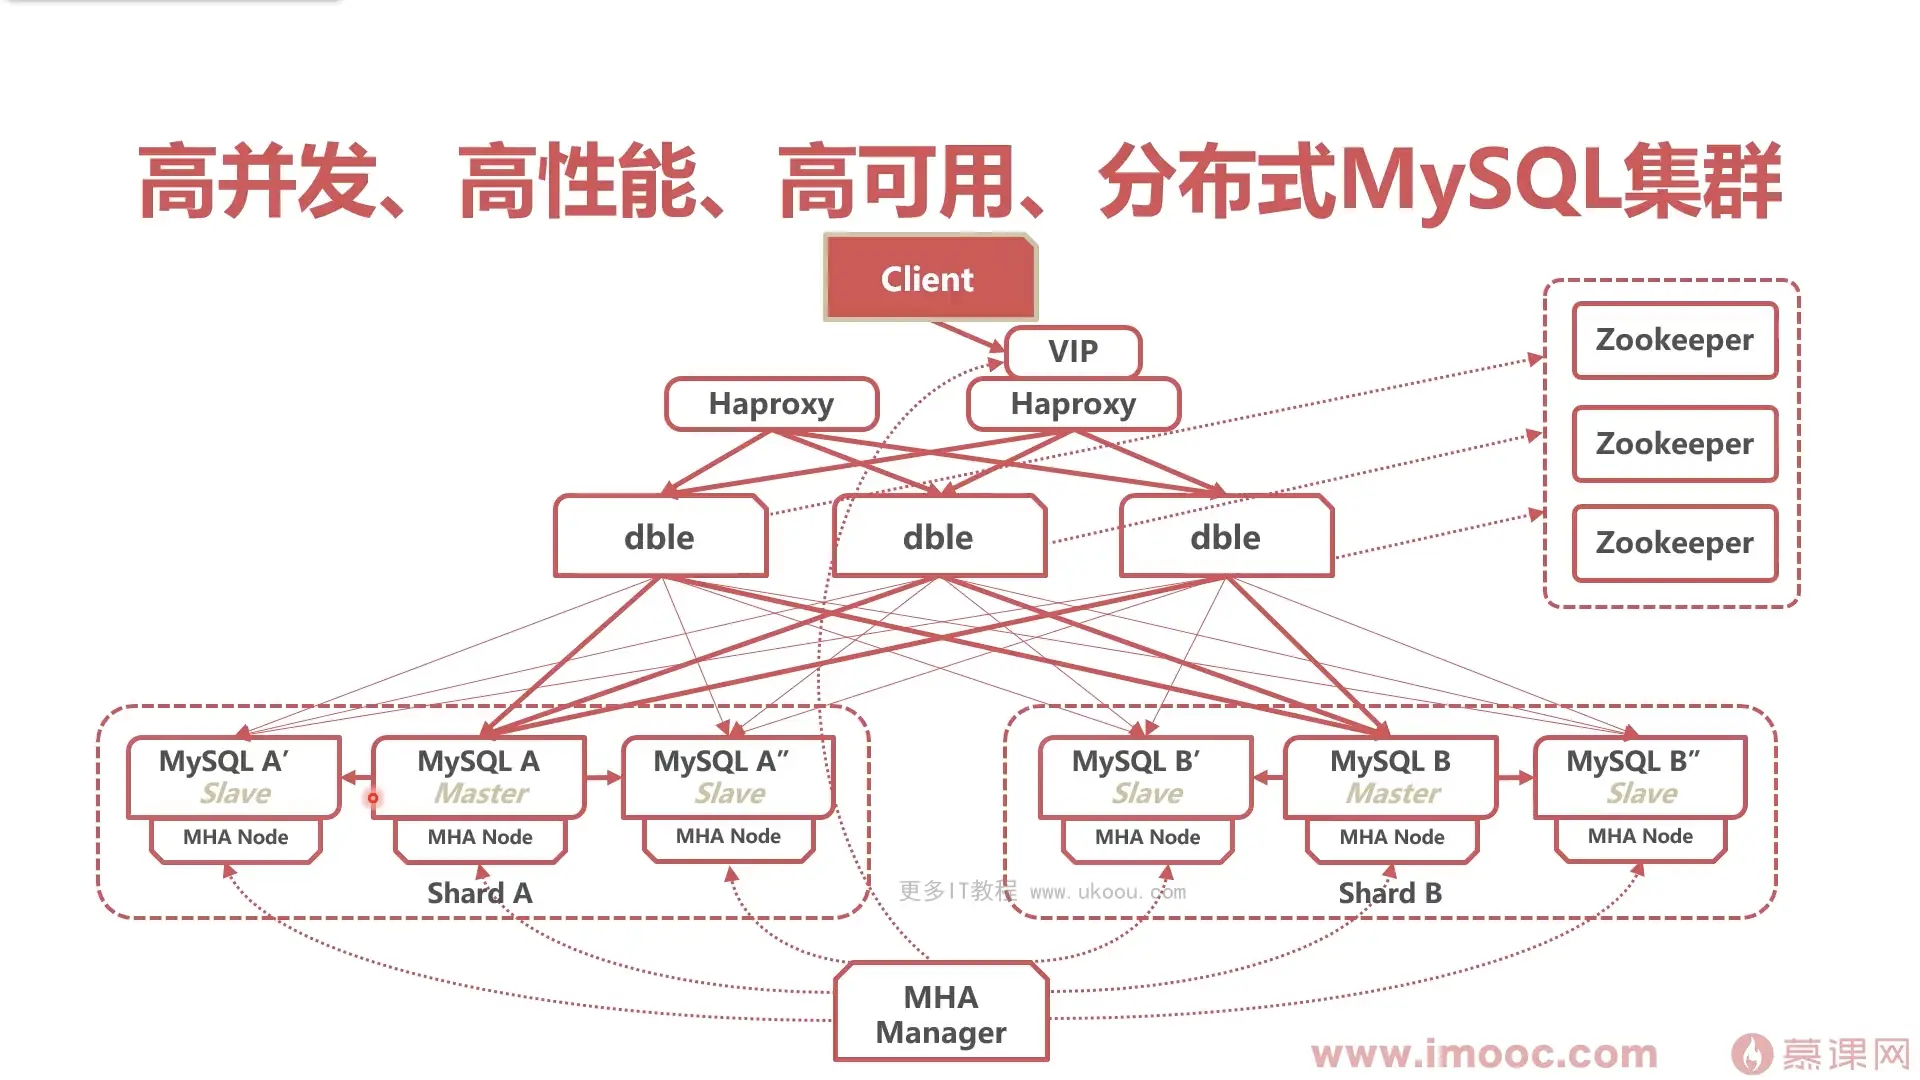 高并发、高性能、高可用、分布式MySQL集群
Client
VIP
Haproxy
Haproxy
Zookeeper
Zookeeper
Zookeeper
dble
dble
dble
MySQL A’
Slave
MHA Node
MySQL A
Master
MHA Node
MySQL A”
Slave
MHA Node
Shard A
MySQL B’
Slave
MHA Node
MySQL B
Master
MHA Node
MySQL B”
Slave
MHA Node
Shard B
更多IT教程 www.ukoou.com
MHA
Manager
www.imooc.com
慕课网